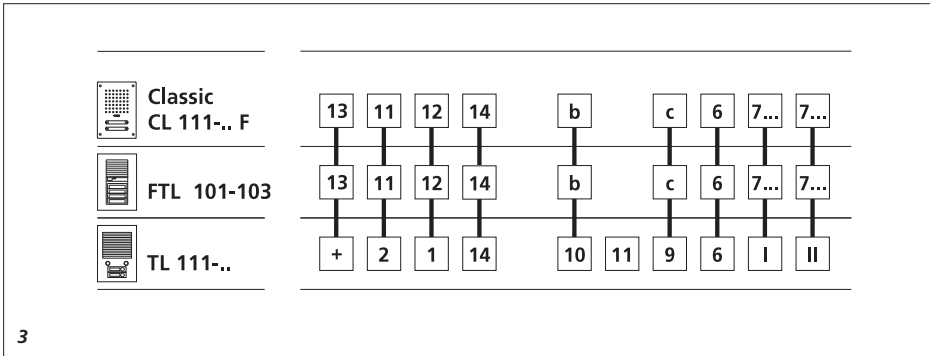 Classic
CL 111-.. F
13 11 12 14 b c 6 7... 7...
FTL 101-103
13 11 12 14 b c 6 7... 7...
TL 111-..
+ 2 1 14 10 11 9 6 I II
3